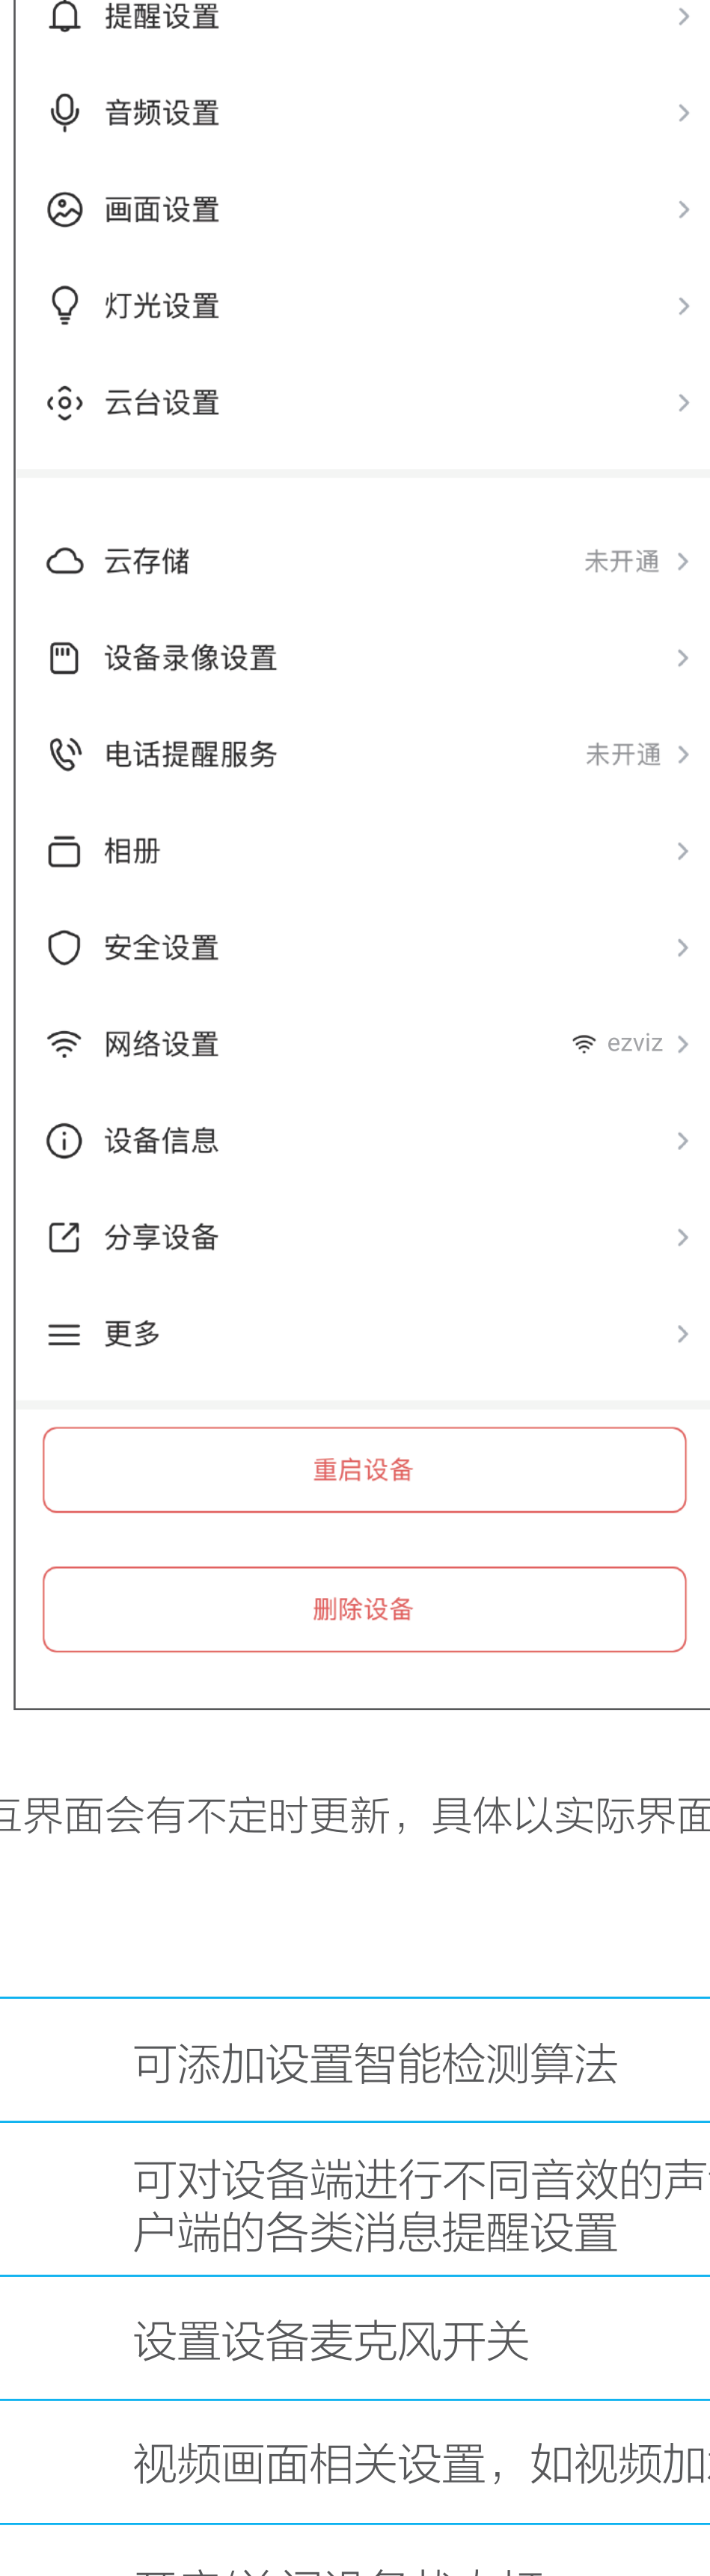 提醒设置
音频设置
画面设置
灯光设置
云台设置
云存储 未开通
设备录像设置
电话提醒服务 未开通
相册
安全设置
网络设置 ezviz
设备信息
分享设备
更多
重启设备
删除设备
界面会有不定时更新，具体以实际界面
可添加设置智能检测算法
可对设备端进行不同音效的声
户端的各类消息提醒设置
设置设备麦克风开关
视频画面相关设置，如视频加